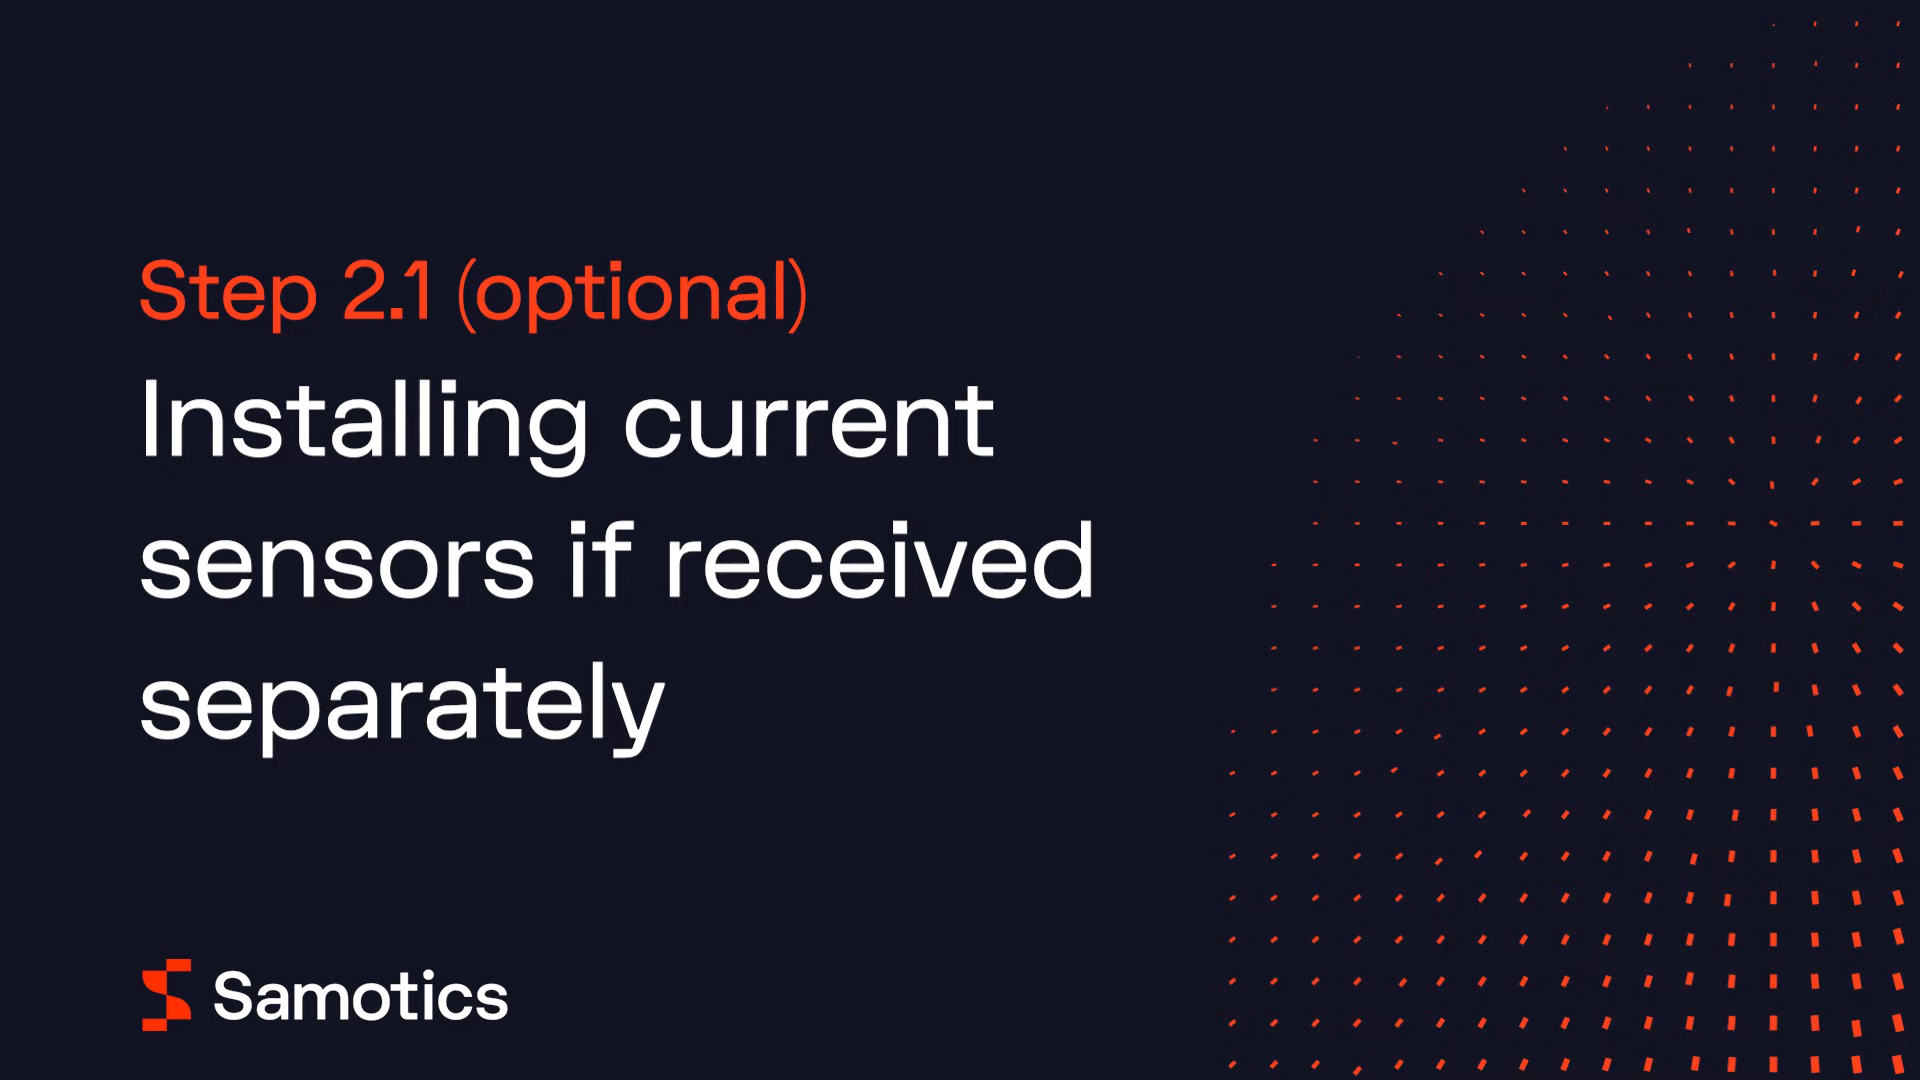 Step 2.1 (optional)
Installing current
sensors if received
separately
Samotics